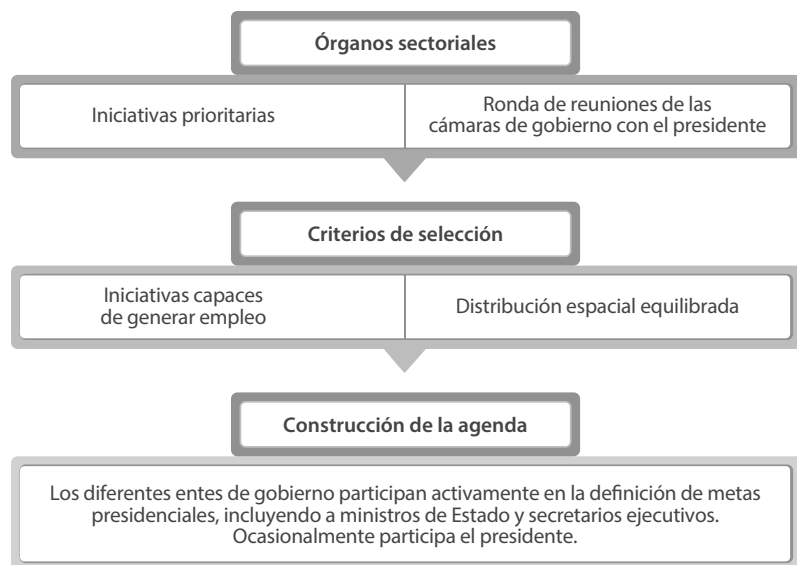 Órganos sectoriales
Iniciativas prioritarias
Ronda de reuniones de las
cámaras de gobierno con el presidente
Criterios de selección
Iniciativas capaces
de generar empleo
Distribución espacial equilibrada
Construcción de la agenda
Los diferentes entes de gobierno participan activamente en la definición de metas
presidenciales, incluyendo a ministros de Estado y secretarios ejecutivos.
Ocasionalmente participa el presidente.